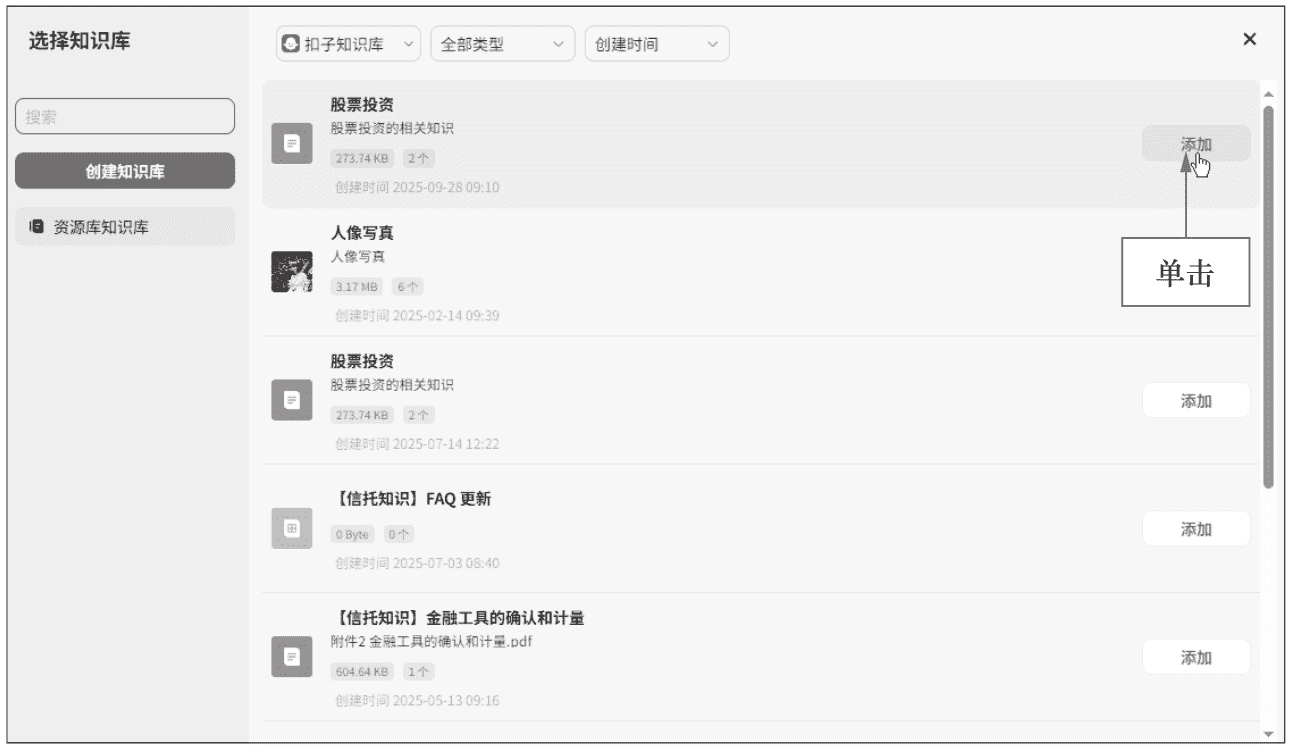 选择知识库
扣子知识库 全部类型 创建时间
搜索
创建知识库
资源库知识库
股票投资
股票投资的相关知识
273.74 KB 2个
创建时间 2025-09-28 09:10
添加
单击
人像写真
人像写真
3.17 MB 6个
创建时间 2025-02-14 09:39
股票投资
股票投资的相关知识
273.74 KB 2个
创建时间 2025-07-14 12:22
添加
【信托知识】FAQ 更新
0 Byte 0个
创建时间 2025-07-03 08:40
添加
【信托知识】金融工具的确认和计量
附件2 金融工具的确认和计量.pdf
604.64 KB 1个
创建时间 2025-05-13 09:16
添加